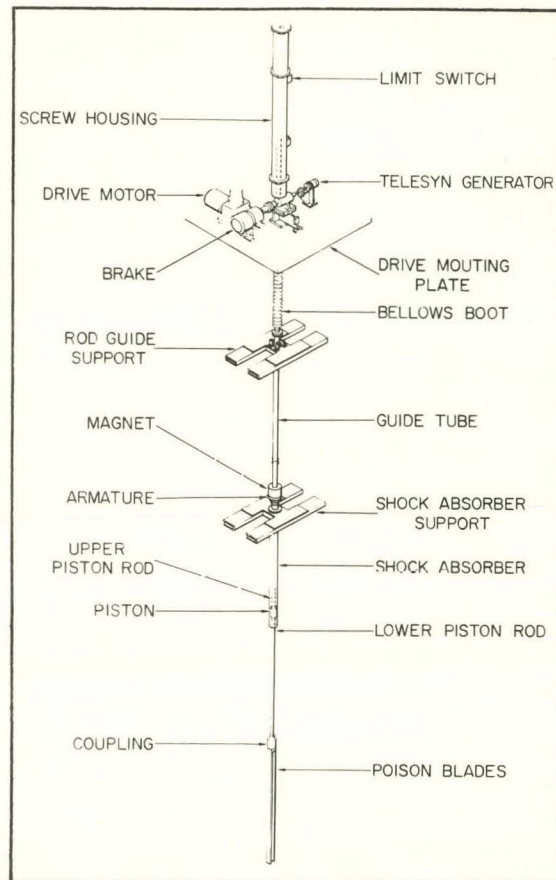 LIMIT SWITCH
SCREW HOUSING
TELESYN GENERATOR
DRIVE MOTOR
BRAKE
DRIVE MOUTING
PLATE
BELLOWS BOOT
ROD GUIDE
SUPPORT
GUIDE TUBE
MAGNET
ARMATURE
SHOCK ABSORBER
SUPPORT
UPPER
PISTON ROD
SHOCK ABSORBER
PISTON
LOWER PISTON ROD
COUPLING
POISON BLADES